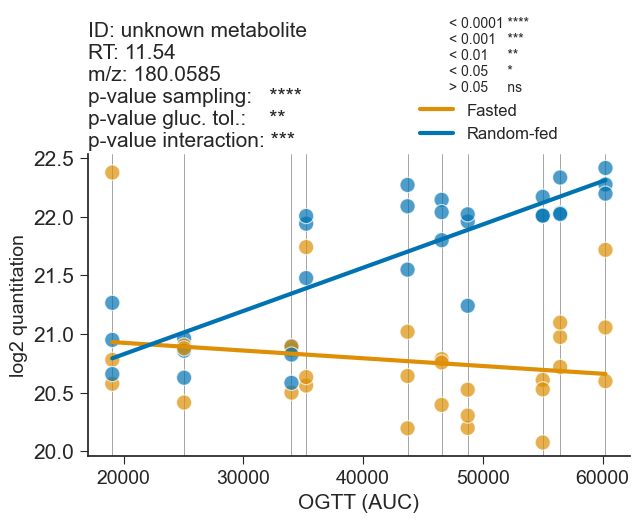 ID: unknown metabolite
RT: 11.54
m/z: 180.0585
p-value sampling: ****
p-value gluc. tol.: **
p-value interaction: ***
< 0.0001 ****
< 0.001 ***
< 0.01 **
< 0.05 *
> 0.05 ns
Fasted
Random-fed
22.5
22.0
21.5
21.0
20.5
20.0
log2 quantitation
20000 30000 40000 50000 60000
OGTT (AUC)